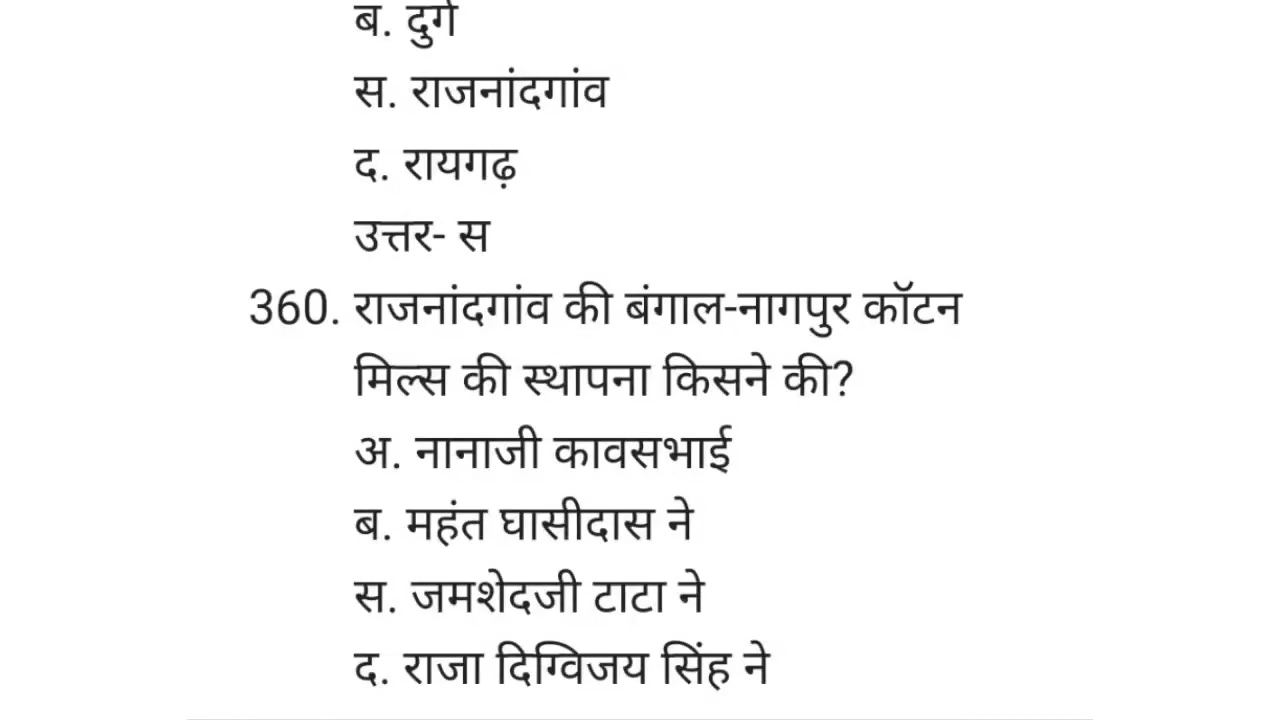 ब. दुर्ग
स. राजनांदगांव
द. रायगढ़
उत्तर- स
360. राजनांदगांव की बंगाल-नागपुर कॉटन
मिल्स की स्थापना किसने की?
अ. नानाजी कावसभाई
ब. महंत घासीदास ने
स. जमशेदजी टाटा ने
द. राजा दिग्विजय सिंह ने